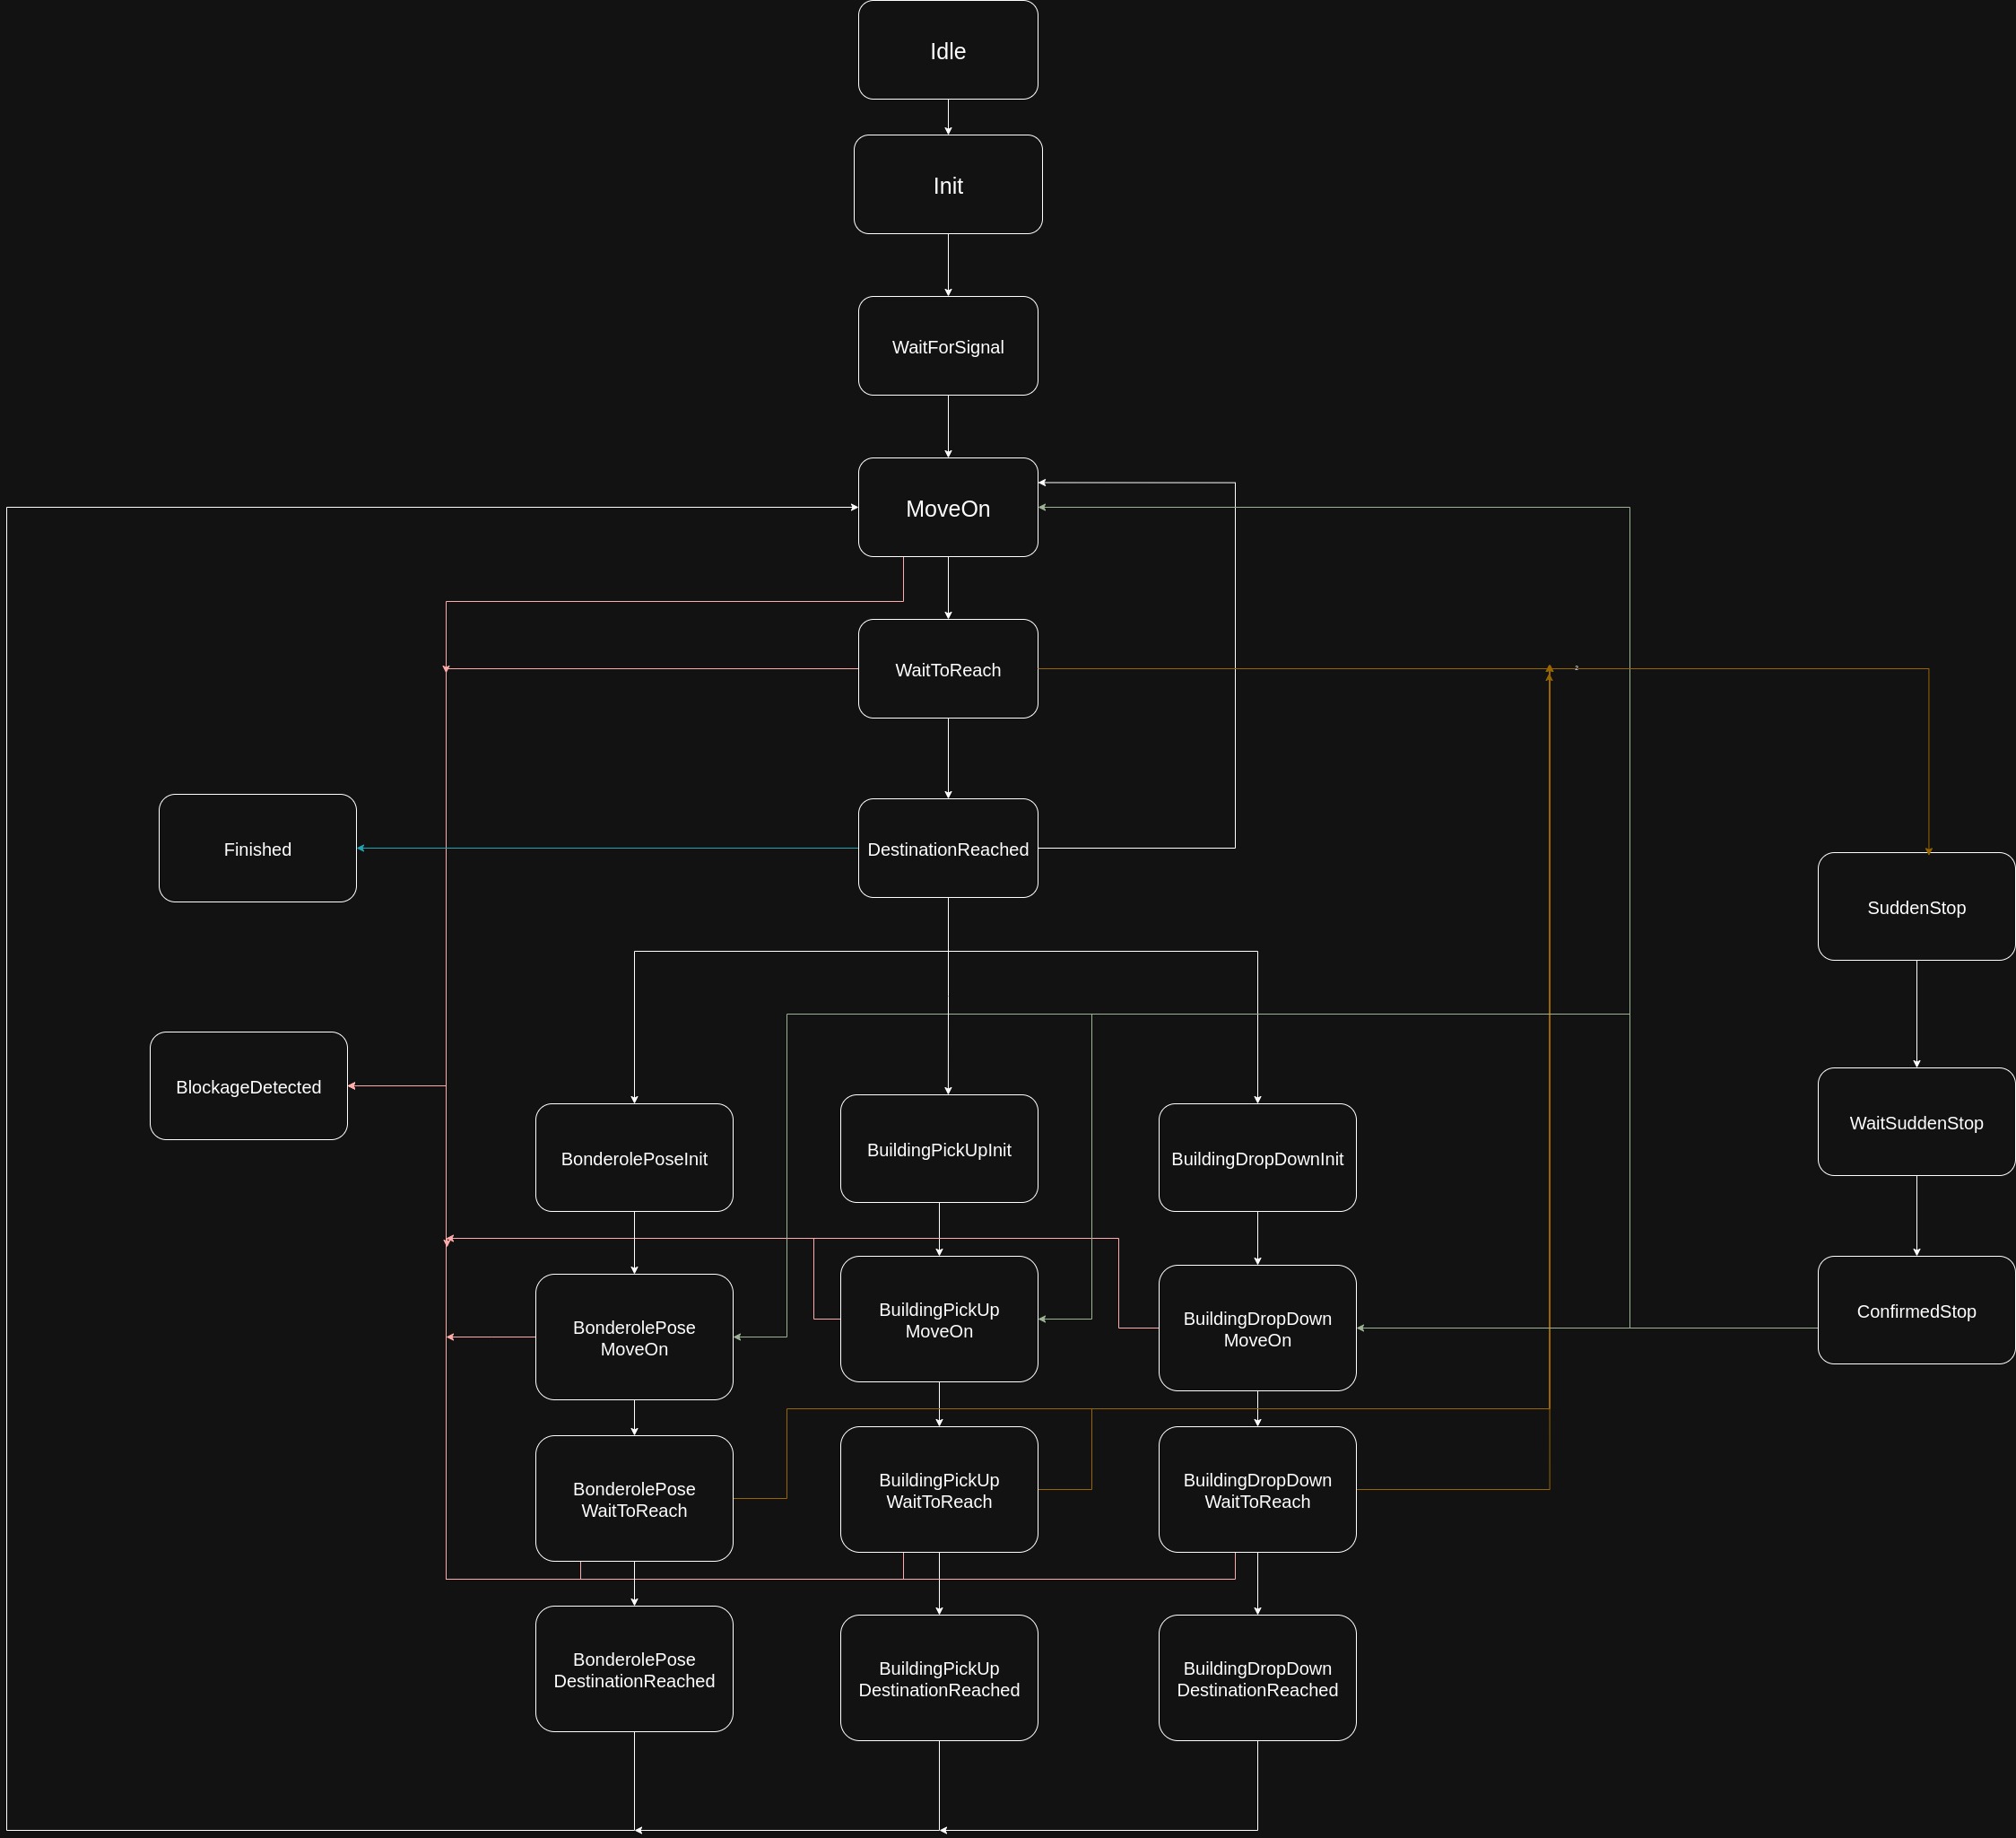 Idle
Init
WaitForSignal
MoveOn
WaitToReach
2
Finished
DestinationReached
SuddenStop
BlockageDetected
BonderolePoseInit
BuildingPickUpInit
BuildingDropDownInit
WaitSuddenStop
BonderolePose
MoveOn
BuildingPickUp
MoveOn
BuildingDropDown
MoveOn
ConfirmedStop
BonderolePose
WaitToReach
BuildingPickUp
WaitToReach
BuildingDropDown
WaitToReach
BonderolePose
DestinationReached
BuildingPickUp
DestinationReached
BuildingDropDown
DestinationReached